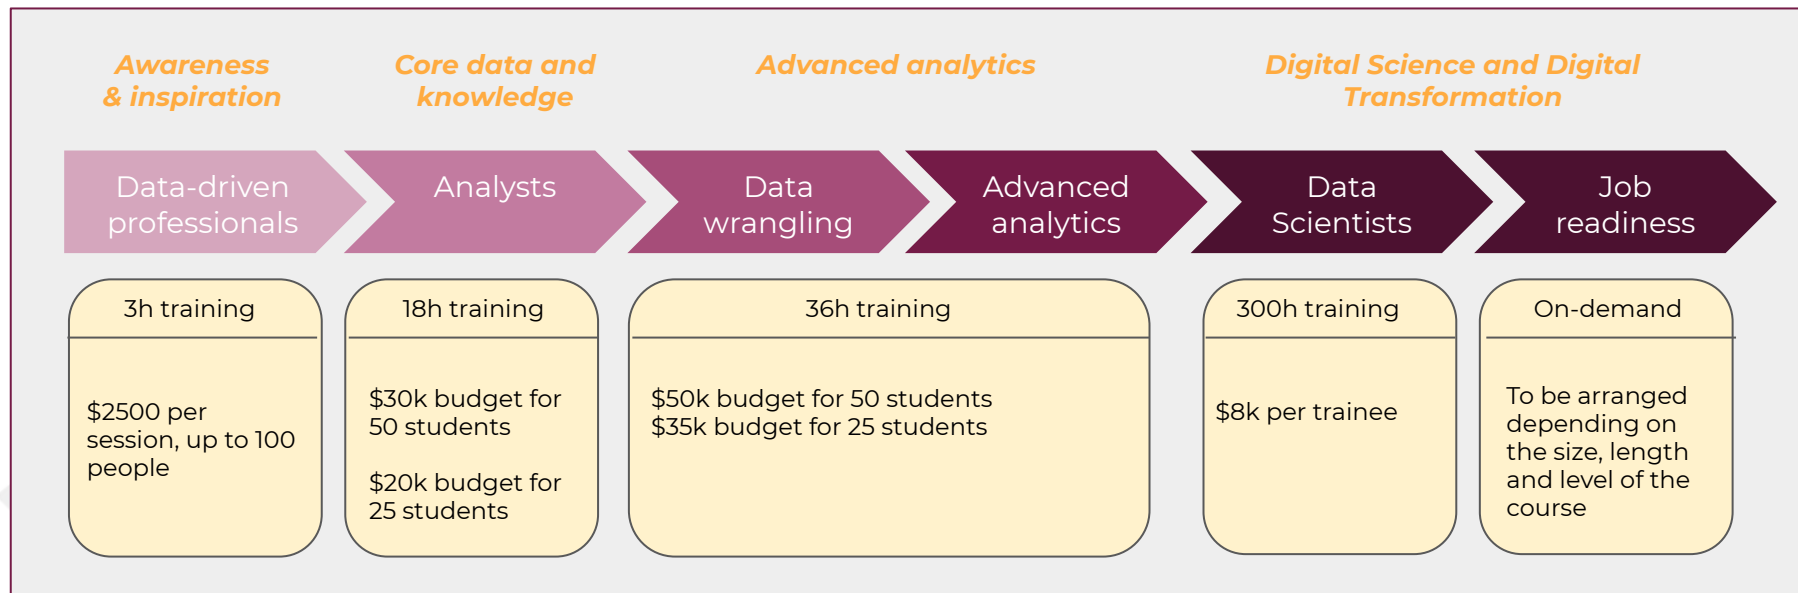 Awareness
& inspiration
Core data and
knowledge
Advanced analytics
Digital Science and Digital
Transformation
Data-driven
professionals
Analysts
Data
wrangling
Advanced
analytics
Data
Scientists
Job
readiness
3h training
$2500 per
session, up to 100
people
18h training
$30k budget for
50 students
$20k budget for
25 students
36h training
$50k budget for 50 students
$35k budget for 25 students
300h training
$8k per trainee
On-demand
To be arranged
depending on
the size, length
and level of the
course